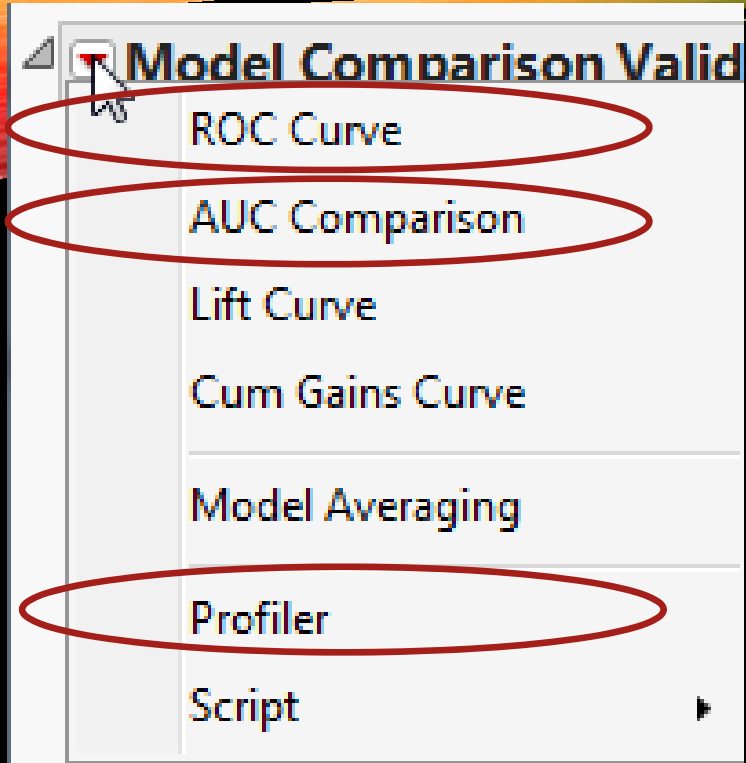 Model Comparison Valid
ROC Curve
AUC Comparison
Lift Curve
Cum Gains Curve
Model Averaging
Profiler
Script